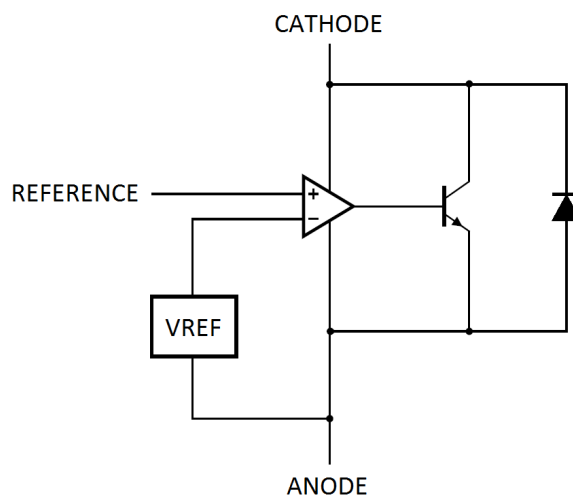 CATHODE
REFERENCE
+
−
VREF
ANODE